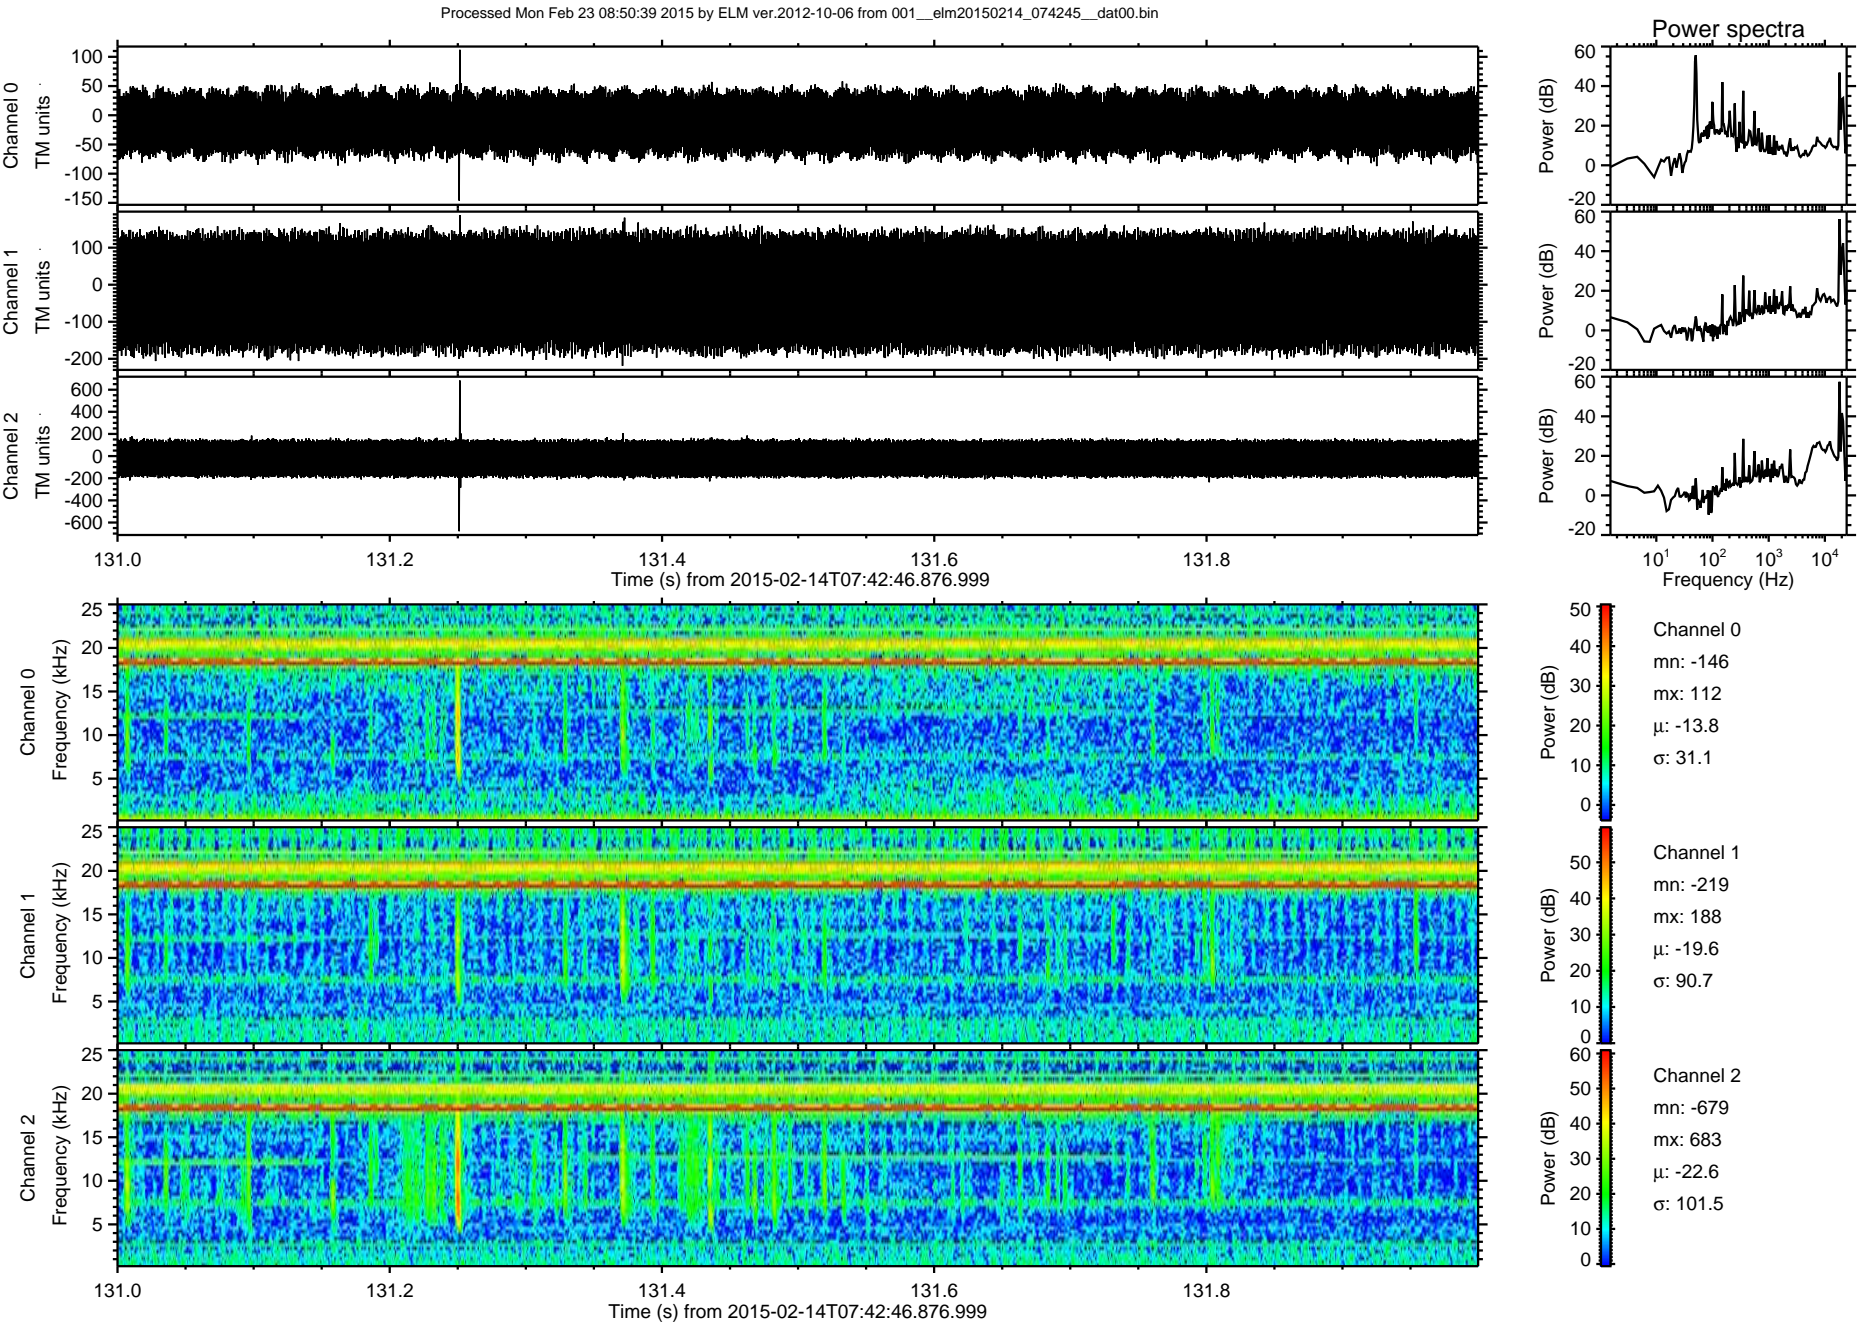 Processed Mon Feb 23 08:50:39 2015 by ELM ver.2012-10-06 from 001__elm20150214_074245__dat00.bin
Power spectra
Channel 0
TM units
100
50
0
-50
-100
-150
Power (dB)
60
40
20
0
-20
Channel 1
TM units
100
0
-100
-200
Power (dB)
60
40
20
0
-20
Channel 2
TM units
600
400
200
0
-200
-400
-600
Power (dB)
60
40
20
0
-20
131.0 131.2 131.4 131.6 131.8
Time (s) from 2015-02-14T07:42:46.876.999
10¹ 10² 10³ 10⁴
Frequency (Hz)
Channel 0
Frequency (kHz)
25
20
15
10
5
Power (dB)
50
40
30
20
10
0
Channel 0
mn: -146
mx: 112
μ: -13.8
σ: 31.1
Channel 1
Frequency (kHz)
25
20
15
10
5
Power (dB)
50
40
30
20
10
0
Channel 1
mn: -219
mx: 188
μ: -19.6
σ: 90.7
Channel 2
Frequency (kHz)
25
20
15
10
5
Power (dB)
60
50
40
30
20
10
0
Channel 2
mn: -679
mx: 683
μ: -22.6
σ: 101.5
131.0 131.2 131.4 131.6 131.8
Time (s) from 2015-02-14T07:42:46.876.999